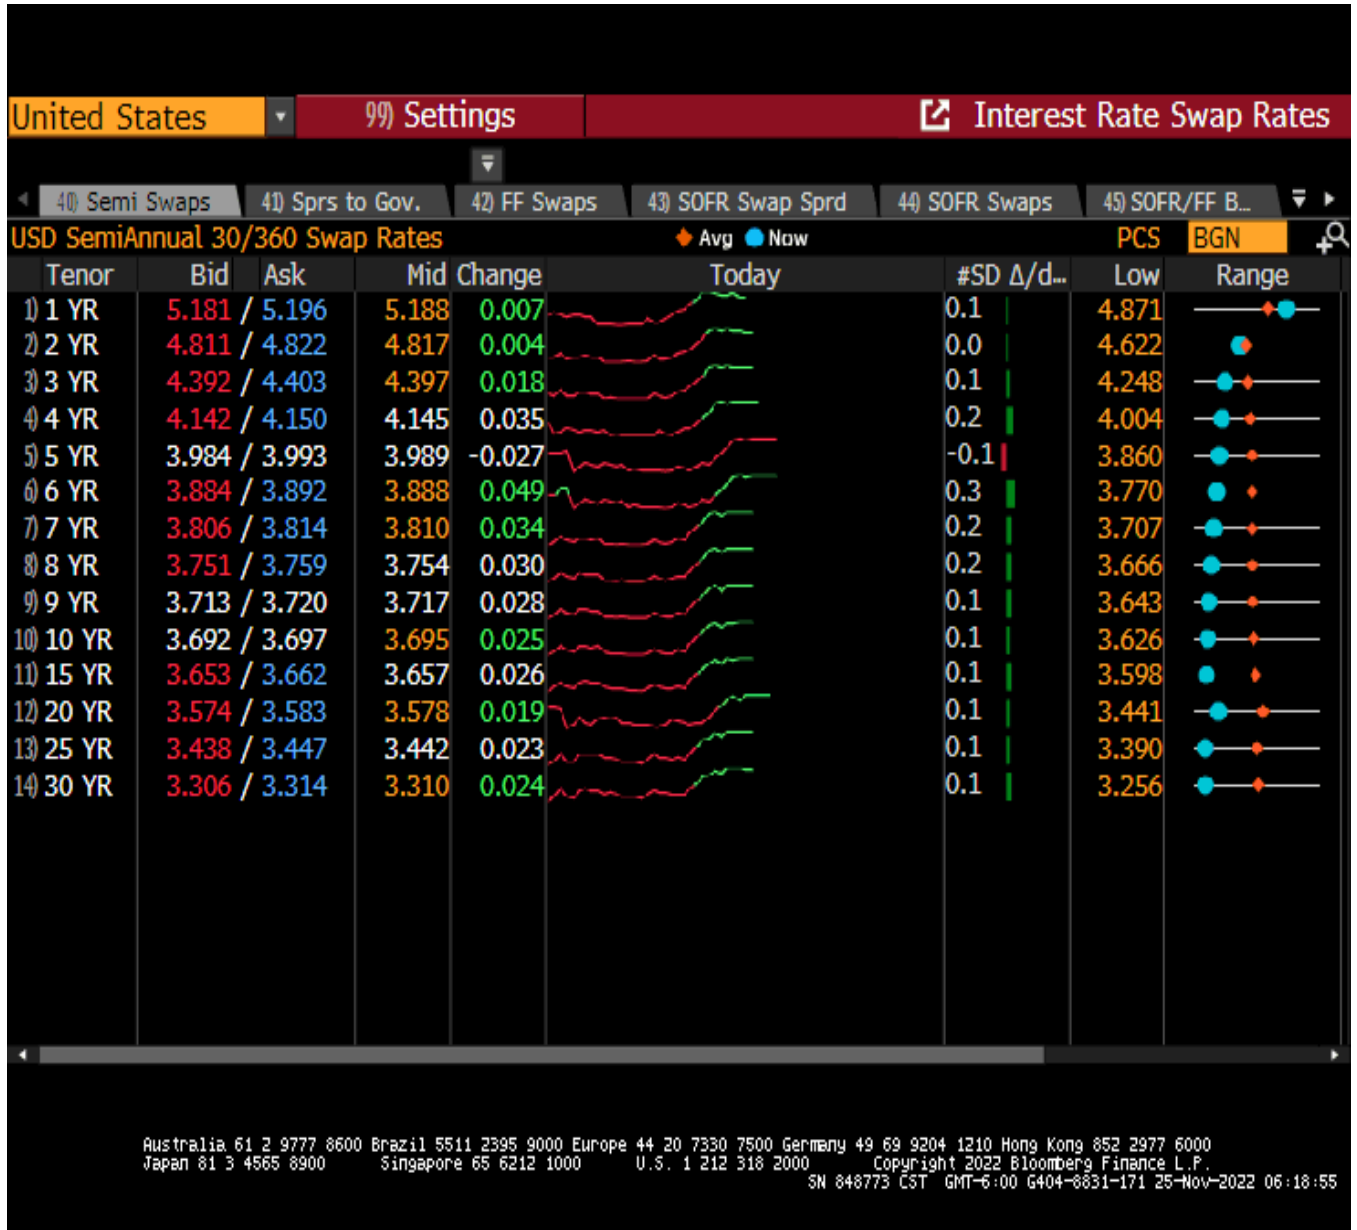 United States 99) Settings Interest Rate Swap Rates
40) Semi Swaps 41) Sprs to Gov. 42) FF Swaps 43) SOFR Swap Sprd 44) SOFR Swaps 45) SOFR/FF B...
USD SemiAnnual 30/360 Swap Rates Avg Now PCS BGN
Tenor Bid Ask Mid Change Today #SD Δ/d... Low Range
1) 1 YR 5.181 / 5.196 5.188 0.007 0.1 4.871
2) 2 YR 4.811 / 4.822 4.817 0.004 0.0 4.622
3) 3 YR 4.392 / 4.403 4.397 0.018 0.1 4.248
4) 4 YR 4.142 / 4.150 4.145 0.035 0.2 4.004
5) 5 YR 3.984 / 3.993 3.989 -0.027 -0.1 3.860
6) 6 YR 3.884 / 3.892 3.888 0.049 0.3 3.770
7) 7 YR 3.806 / 3.814 3.810 0.034 0.2 3.707
8) 8 YR 3.751 / 3.759 3.754 0.030 0.2 3.666
9) 9 YR 3.713 / 3.720 3.717 0.028 0.1 3.643
10) 10 YR 3.692 / 3.697 3.695 0.025 0.1 3.626
11) 15 YR 3.653 / 3.662 3.657 0.026 0.1 3.598
12) 20 YR 3.574 / 3.583 3.578 0.019 0.1 3.441
13) 25 YR 3.438 / 3.447 3.442 0.023 0.1 3.390
14) 30 YR 3.306 / 3.314 3.310 0.024 0.1 3.256
Australia 61 2 9777 8600 Brazil 5511 2395 9000 Europe 44 20 7330 7500 Germany 49 69 9204 1210 Hong Kong 852 2977 6000
Japan 81 3 4565 8900 Singapore 65 6212 1000 U.S. 1 212 318 2000 Copyright 2022 Bloomberg Finance L.P.
SN 848773 CST GMT-6:00 G404-8831-171 25-Nov-2022 06:18:55